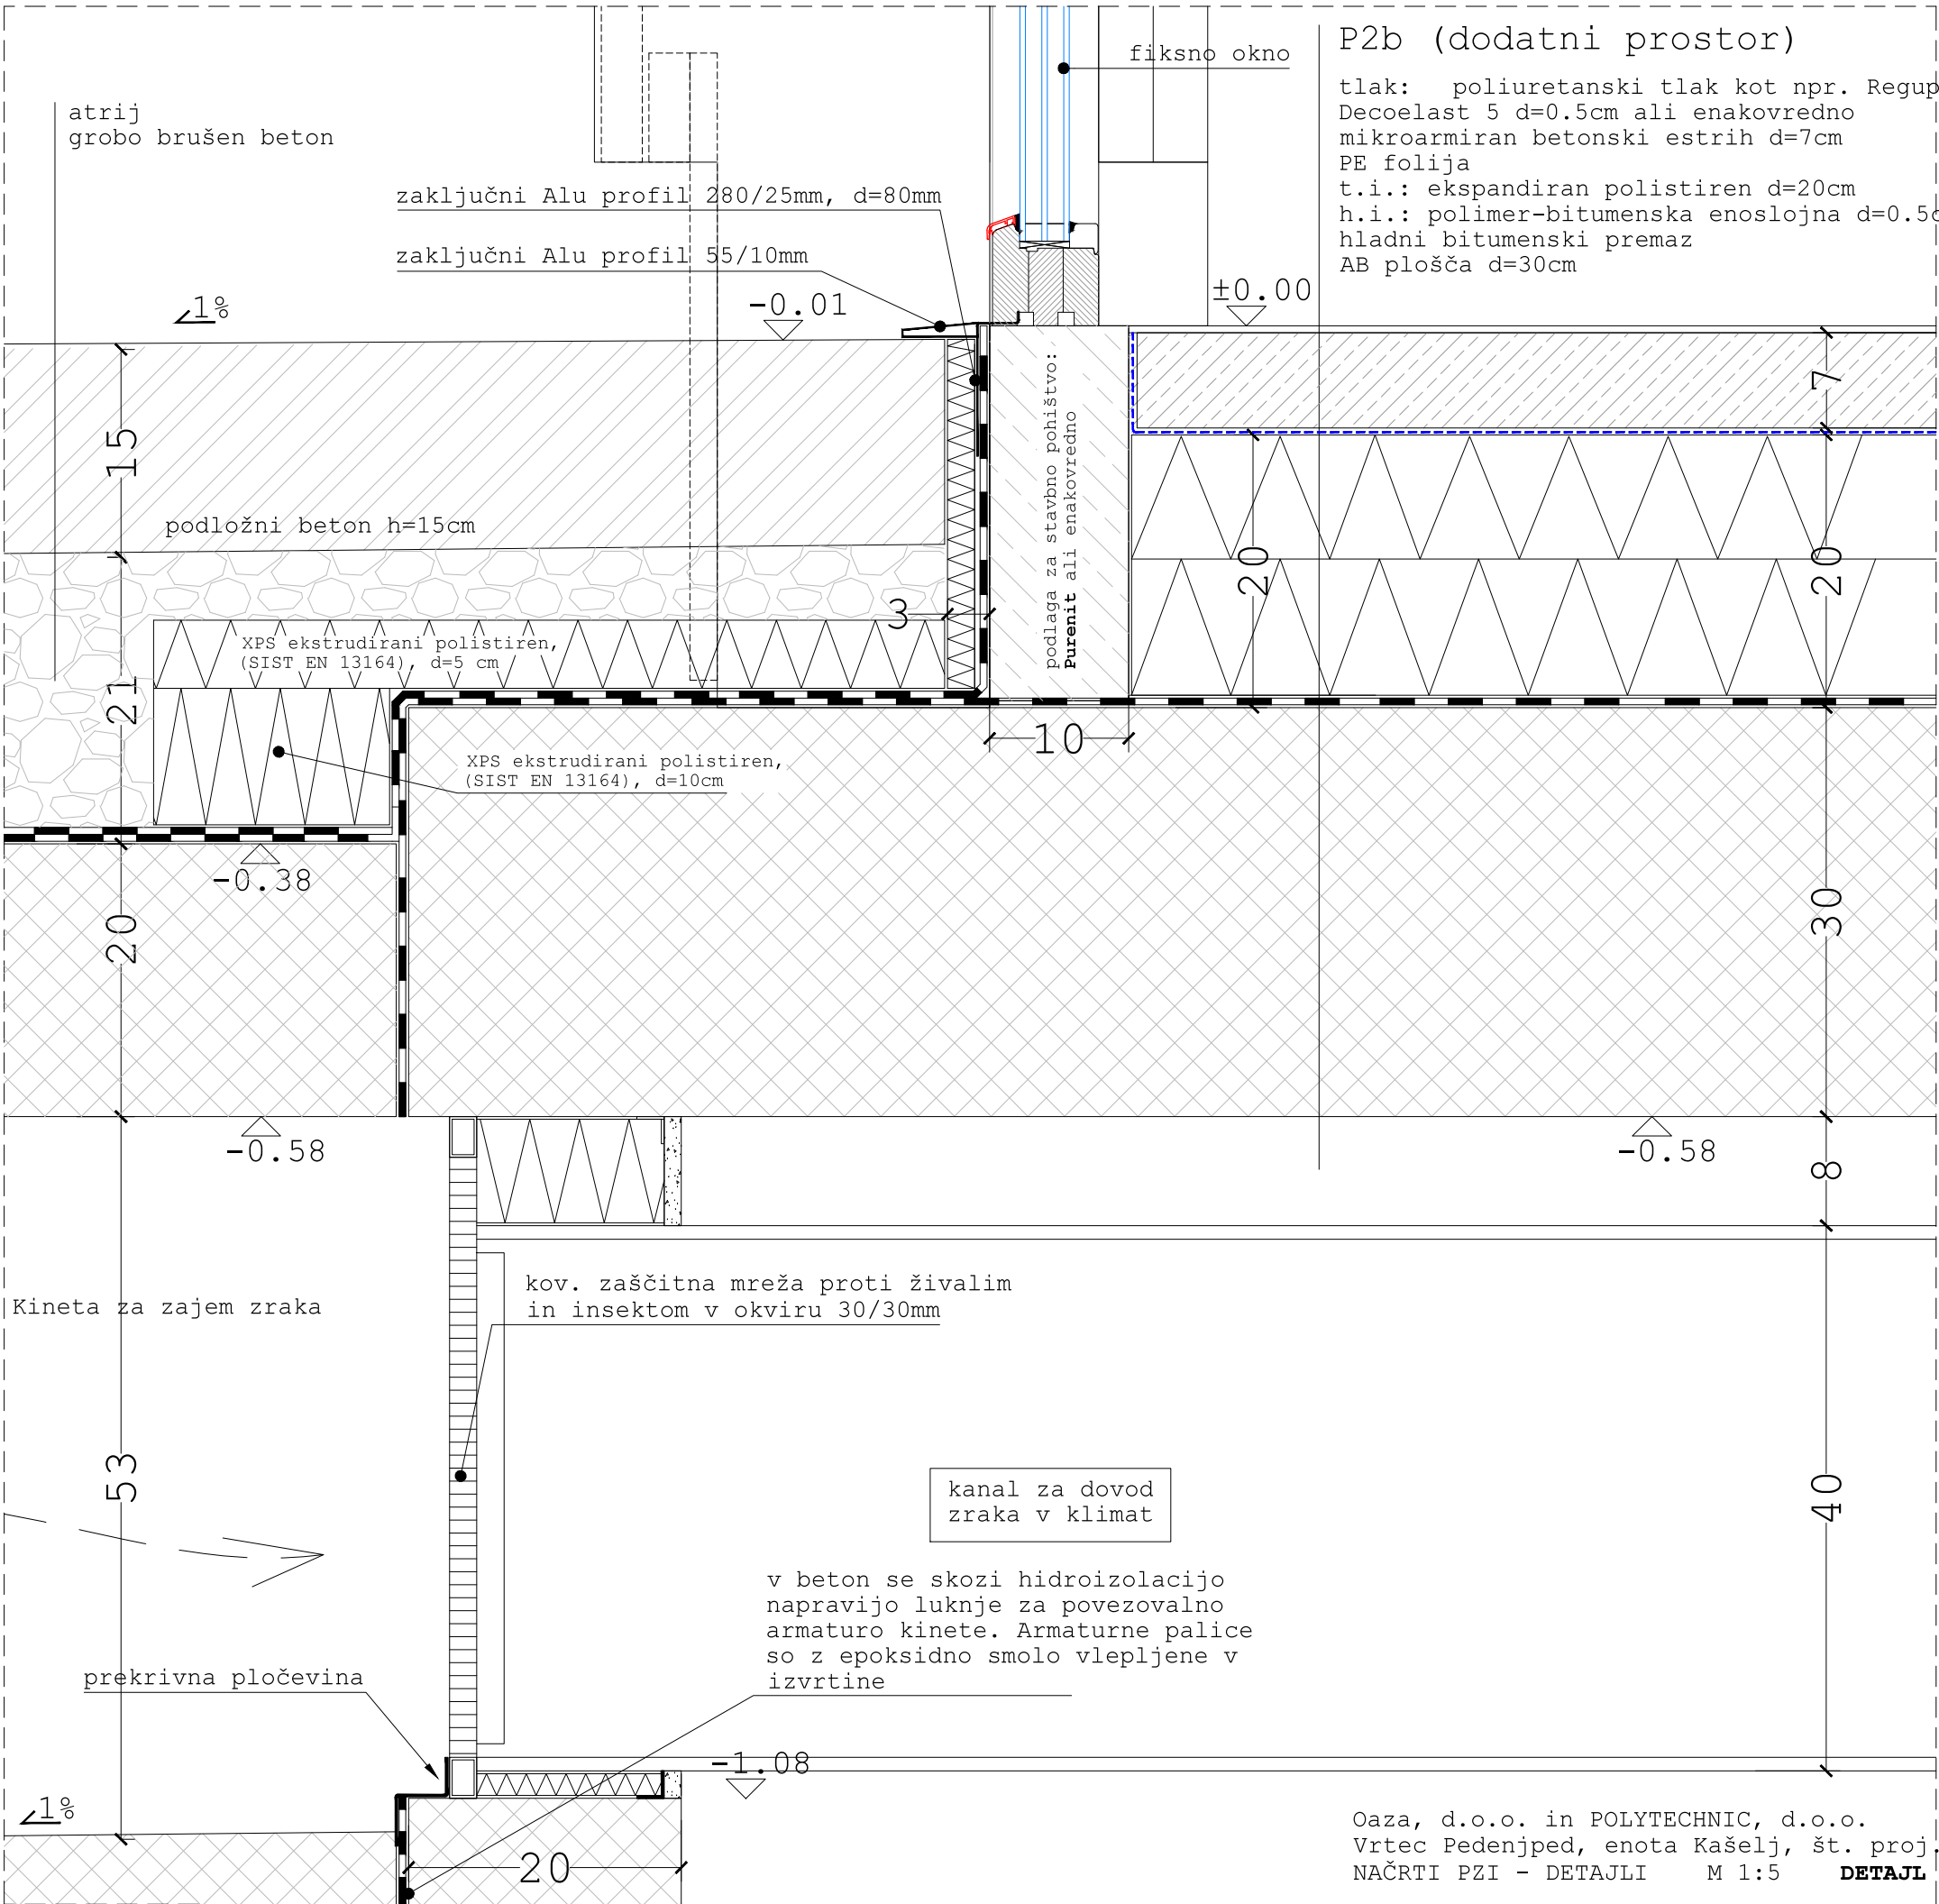 P2b (dodatni prostor)
tlak: poliuretanski tlak kot npr. Regup
Decoelast 5 d=0.5cm ali enakovredno
mikroarmiran betonski estrih d=7cm
PE folija
t.i.: ekspandiran polistiren d=20cm
h.i.: polimer-bitumenska enoslojna d=0.5c
hladni bitumenski premaz
AB plošča d=30cm
fiksno okno
atrij
grobo brušen beton
zaključni Alu profil 280/25mm, d=80mm
zaključni Alu profil 55/10mm
1%
-0.01
±0.00
7
15
podlaga za stavbno pohištvo:
Purenit ali enakovredno
podložni beton h=15cm
20
20
3
XPS ekstrudirani polistiren,
(SIST EN 13164), d=5 cm
21
10
XPS ekstrudirani polistiren,
(SIST EN 13164), d=10cm
-0.38
20
30
-0.58
-0.58
8
kov. zaščitna mreža proti živalim
in insektom v okviru 30/30mm
Kineta za zajem zraka
53
40
kanal za dovod
zraka v klimat
v beton se skozi hidroizolacijo
napravijo luknje za povezovalno
armaturo kinete. Armaturne palice
so z epoksidno smolo vlepljene v
izvrtine
prekrivna pločevina
-1.08
1%
20
Oaza, d.o.o. in POLYTECHNIC, d.o.o.
Vrtec Pedenjped, enota Kašelj, št. proj.
NAČRTI PZI - DETAJLI M 1:5 DETAJL